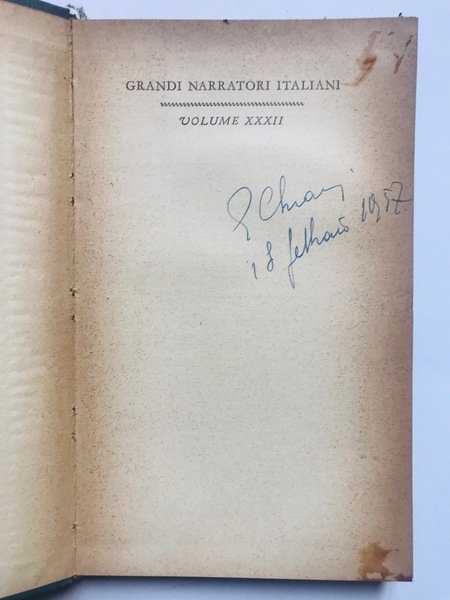 GRANDI NARRATORI ITALIANI
VOLUME XXXII
18 febbraio 1957